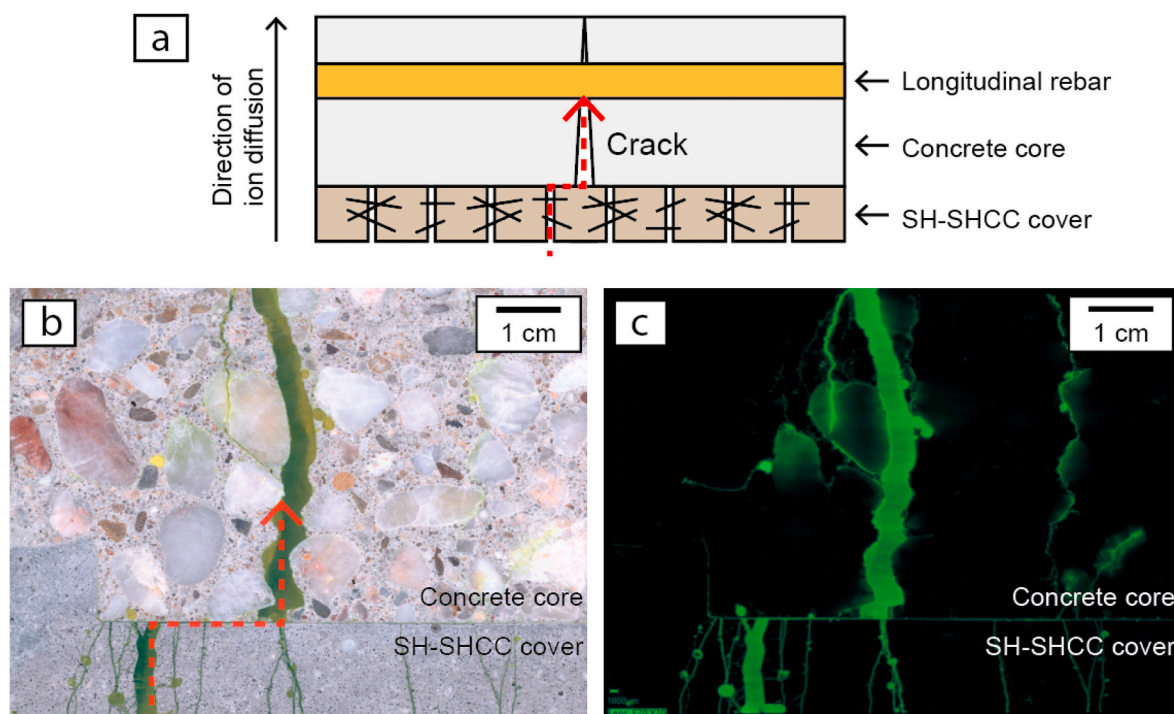 a
Direction of
ion diffusion
Crack
Longitudinal rebar
Concrete core
SH-SHCC cover
b
1 cm
Concrete core
SH-SHCC cover
c
1 cm
Concrete core
SH-SHCC cover
1000µm